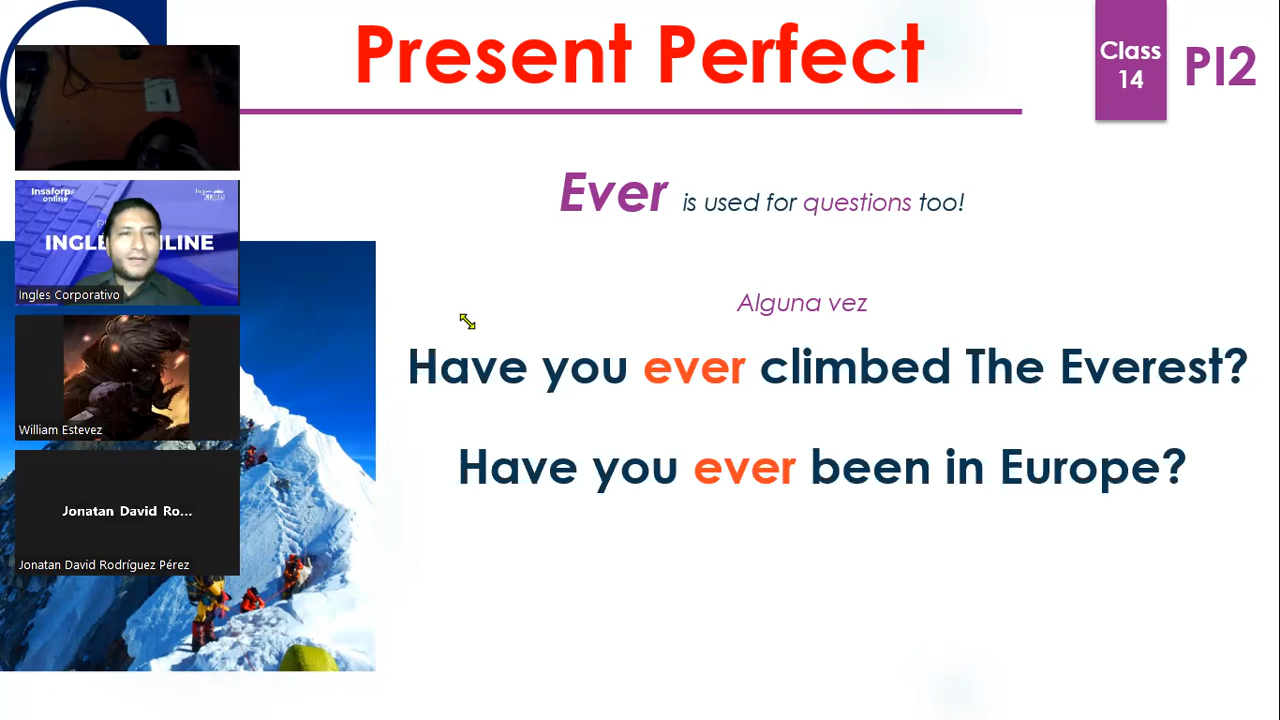 Present Perfect
Class
14
PI2
Ever is used for questions too!
Alguna vez
Have you ever climbed The Everest?
Have you ever been in Europe?
Insaforp
online
Ingles Corporativo
William Estevez
Jonatan David Ro...
Jonatan David Rodríguez Pérez